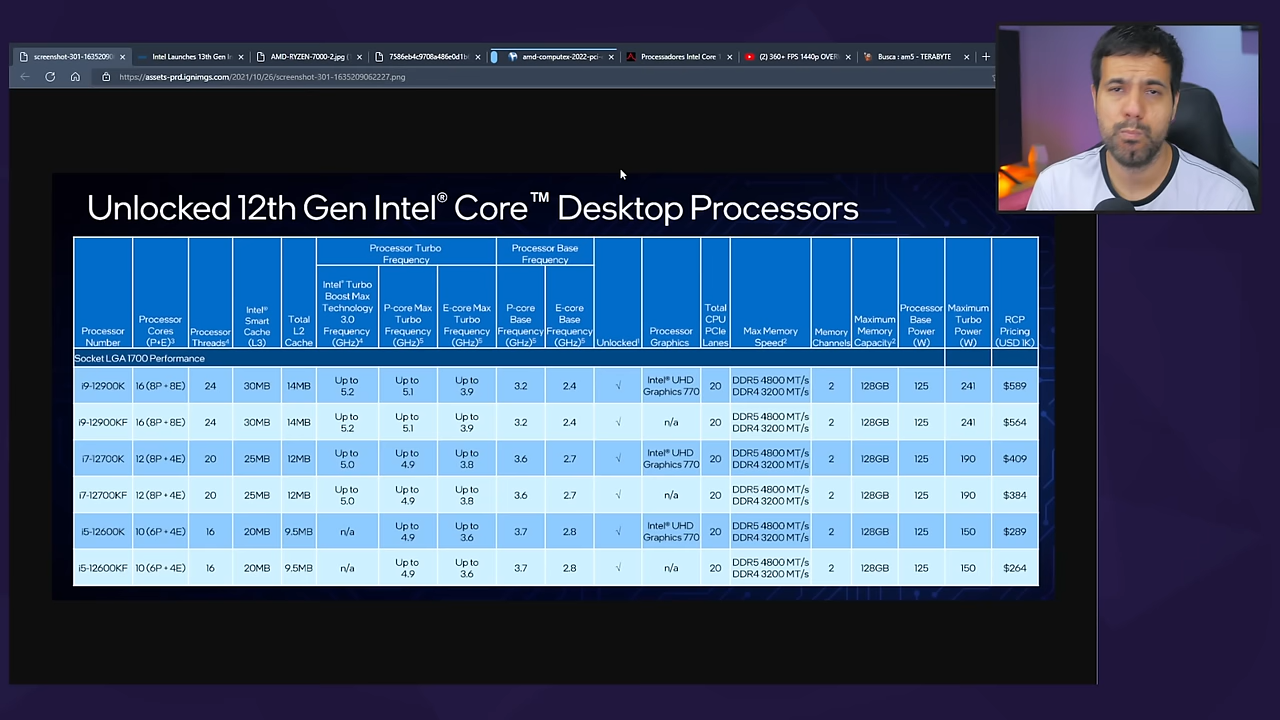 screenshot-301-16352090
Intel Launches 13th Gen I
AMD-RYZEN-7000-2.jpg (
amd-computex-2022-pci-
Processadores Intel Core 1
(2) 360+ FPS 1440p OVER
Busca : am5 - TERABYTE
https://assets-prd.ignimgs.com/2021/10/26/screenshot-301-1635209062227.png
Unlocked 12th Gen Intel® Core™ Desktop Processors
Processor Turbo Frequency
Processor Base Frequency
Processor Number
Processor Cores (P+E)³
Processor Threads⁴
Intel® Smart Cache (L3)
Total L2 Cache
Intel® Turbo Boost Max Technology 3.0 Frequency (GHz)⁴
P-core Max Turbo Frequency (GHz)⁵
E-core Max Turbo Frequency (GHz)⁵
P-core Base Frequency (GHz)⁵
E-core Base Frequency (GHz)⁵
Unlocked¹
Processor Graphics
Total CPU PCIe Lanes
Max Memory Speed²
Memory Channels
Maximum Memory Capacity²
Processor Base Power (W)
Maximum Turbo Power (W)
RCP Pricing (USD 1K)
Socket LGA 1700 Performance
i9-12900K 16 (8P + 8E) 24 30MB 14MB Up to 5.2 Up to 5.1 Up to 3.9 3.2 2.4 √ Intel® UHD Graphics 770 20 DDR5 4800 MT/s DDR4 3200 MT/s 2 128GB 125 241 $589
i9-12900KF 16 (8P + 8E) 24 30MB 14MB Up to 5.2 Up to 5.1 Up to 3.9 3.2 2.4 √ n/a 20 DDR5 4800 MT/s DDR4 3200 MT/s 2 128GB 125 241 $564
i7-12700K 12 (8P + 4E) 20 25MB 12MB Up to 5.0 Up to 4.9 Up to 3.8 3.6 2.7 √ Intel® UHD Graphics 770 20 DDR5 4800 MT/s DDR4 3200 MT/s 2 128GB 125 190 $409
i7-12700KF 12 (8P + 4E) 20 25MB 12MB Up to 5.0 Up to 4.9 Up to 3.8 3.6 2.7 √ n/a 20 DDR5 4800 MT/s DDR4 3200 MT/s 2 128GB 125 190 $384
i5-12600K 10 (6P + 4E) 16 20MB 9.5MB n/a Up to 4.9 Up to 3.6 3.7 2.8 √ Intel® UHD Graphics 770 20 DDR5 4800 MT/s DDR4 3200 MT/s 2 128GB 125 150 $289
i5-12600KF 10 (6P + 4E) 16 20MB 9.5MB n/a Up to 4.9 Up to 3.6 3.7 2.8 √ n/a 20 DDR5 4800 MT/s DDR4 3200 MT/s 2 128GB 125 150 $264